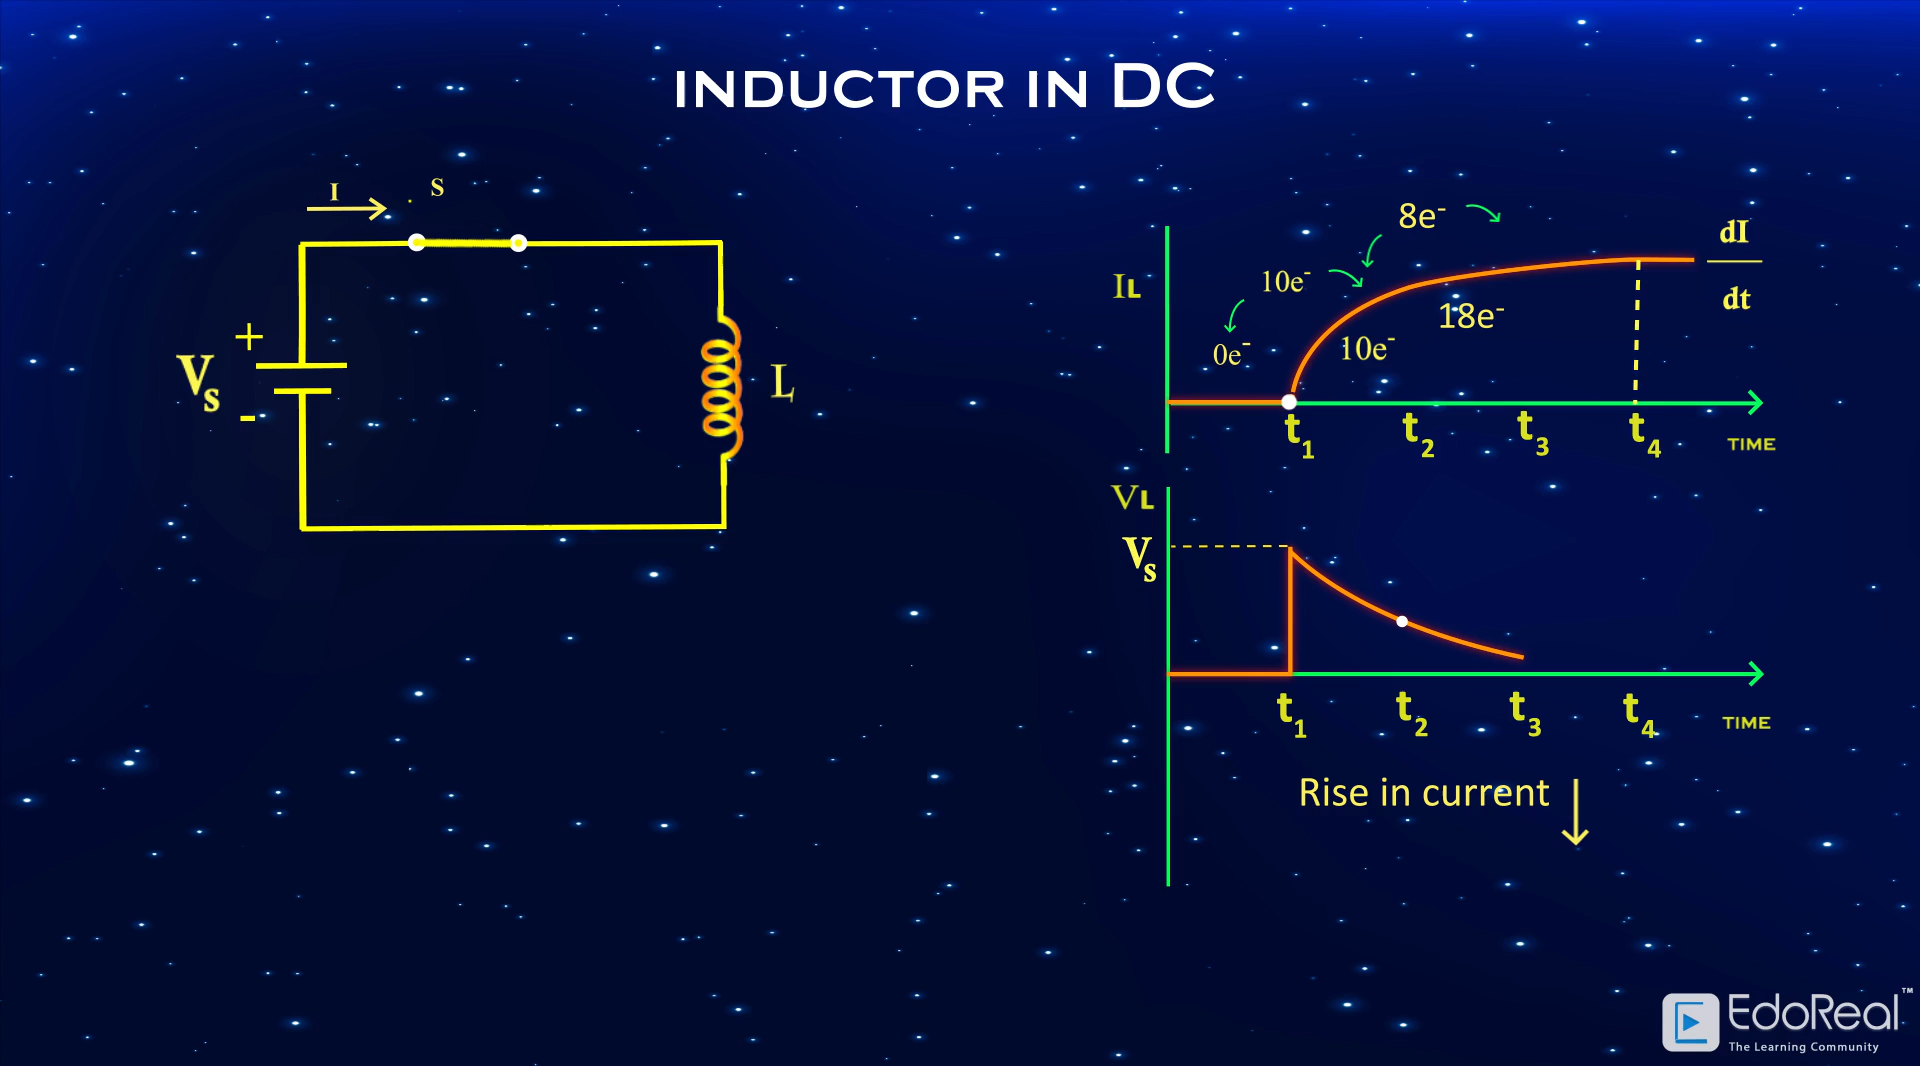 INDUCTOR IN DC
I
S
+
Vs
-
L
8e⁻
10e⁻
0e⁻
18e⁻
10e⁻
dI
dt
IL
t1 t2 t3 t4 TIME
VL
Vs
t1 t2 t3 t4 TIME
Rise in current
EdoReal™
The Learning Community